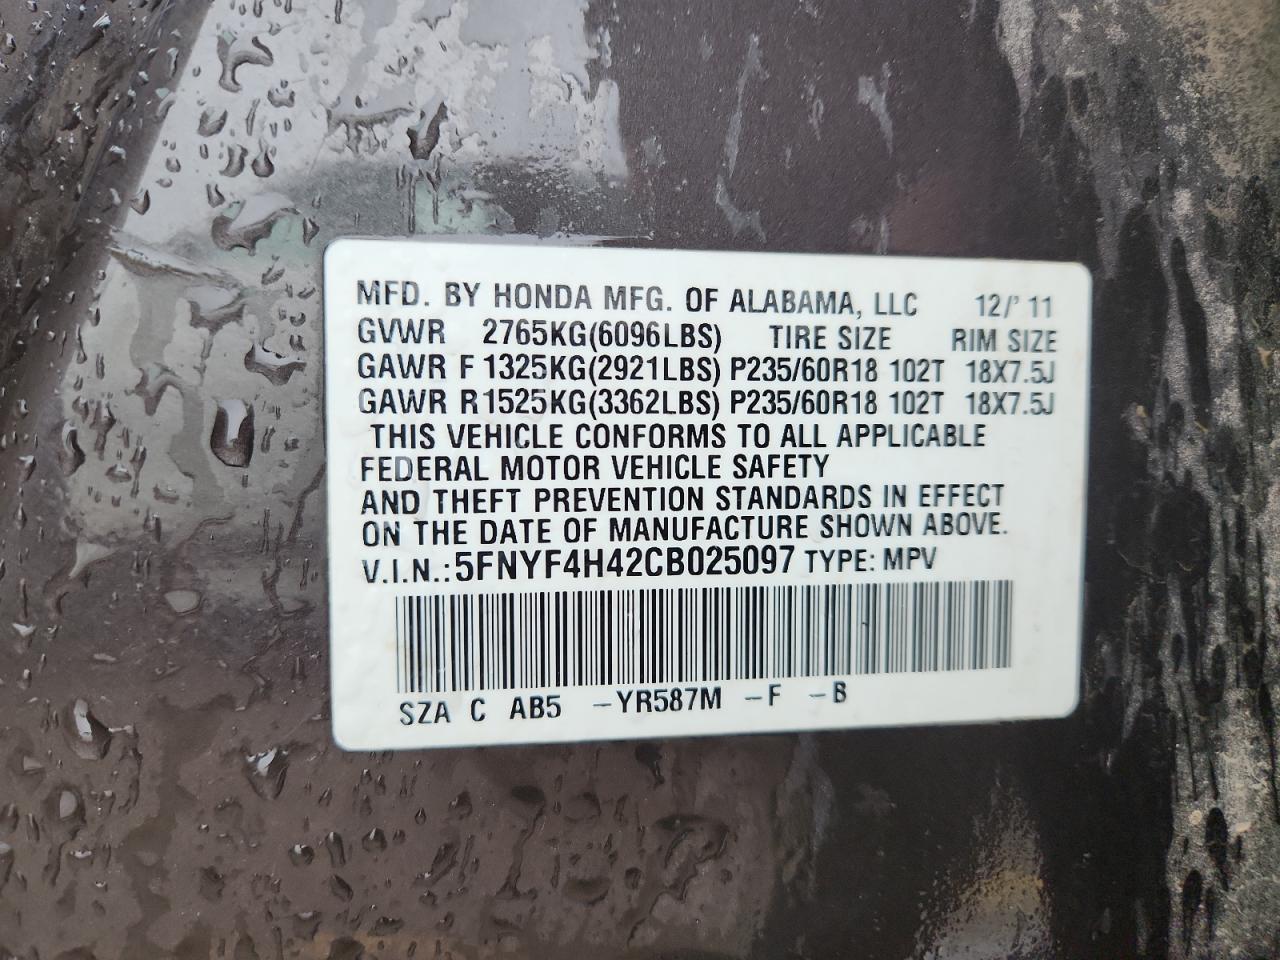 MFD. BY HONDA MFG. OF ALABAMA, LLC 12/'11
GVWR 2765KG(6096LBS) TIRE SIZE RIM SIZE
GAWR F 1325KG(2921LBS) P235/60R18 102T 18X7.5J
GAWR R1525KG(3362LBS) P235/60R18 102T 18X7.5J
THIS VEHICLE CONFORMS TO ALL APPLICABLE
FEDERAL MOTOR VEHICLE SAFETY
AND THEFT PREVENTION STANDARDS IN EFFECT
ON THE DATE OF MANUFACTURE SHOWN ABOVE.
V.I.N.:5FNYF4H42CB025097 TYPE: MPV
SZA C AB5 -YR587M -F -B